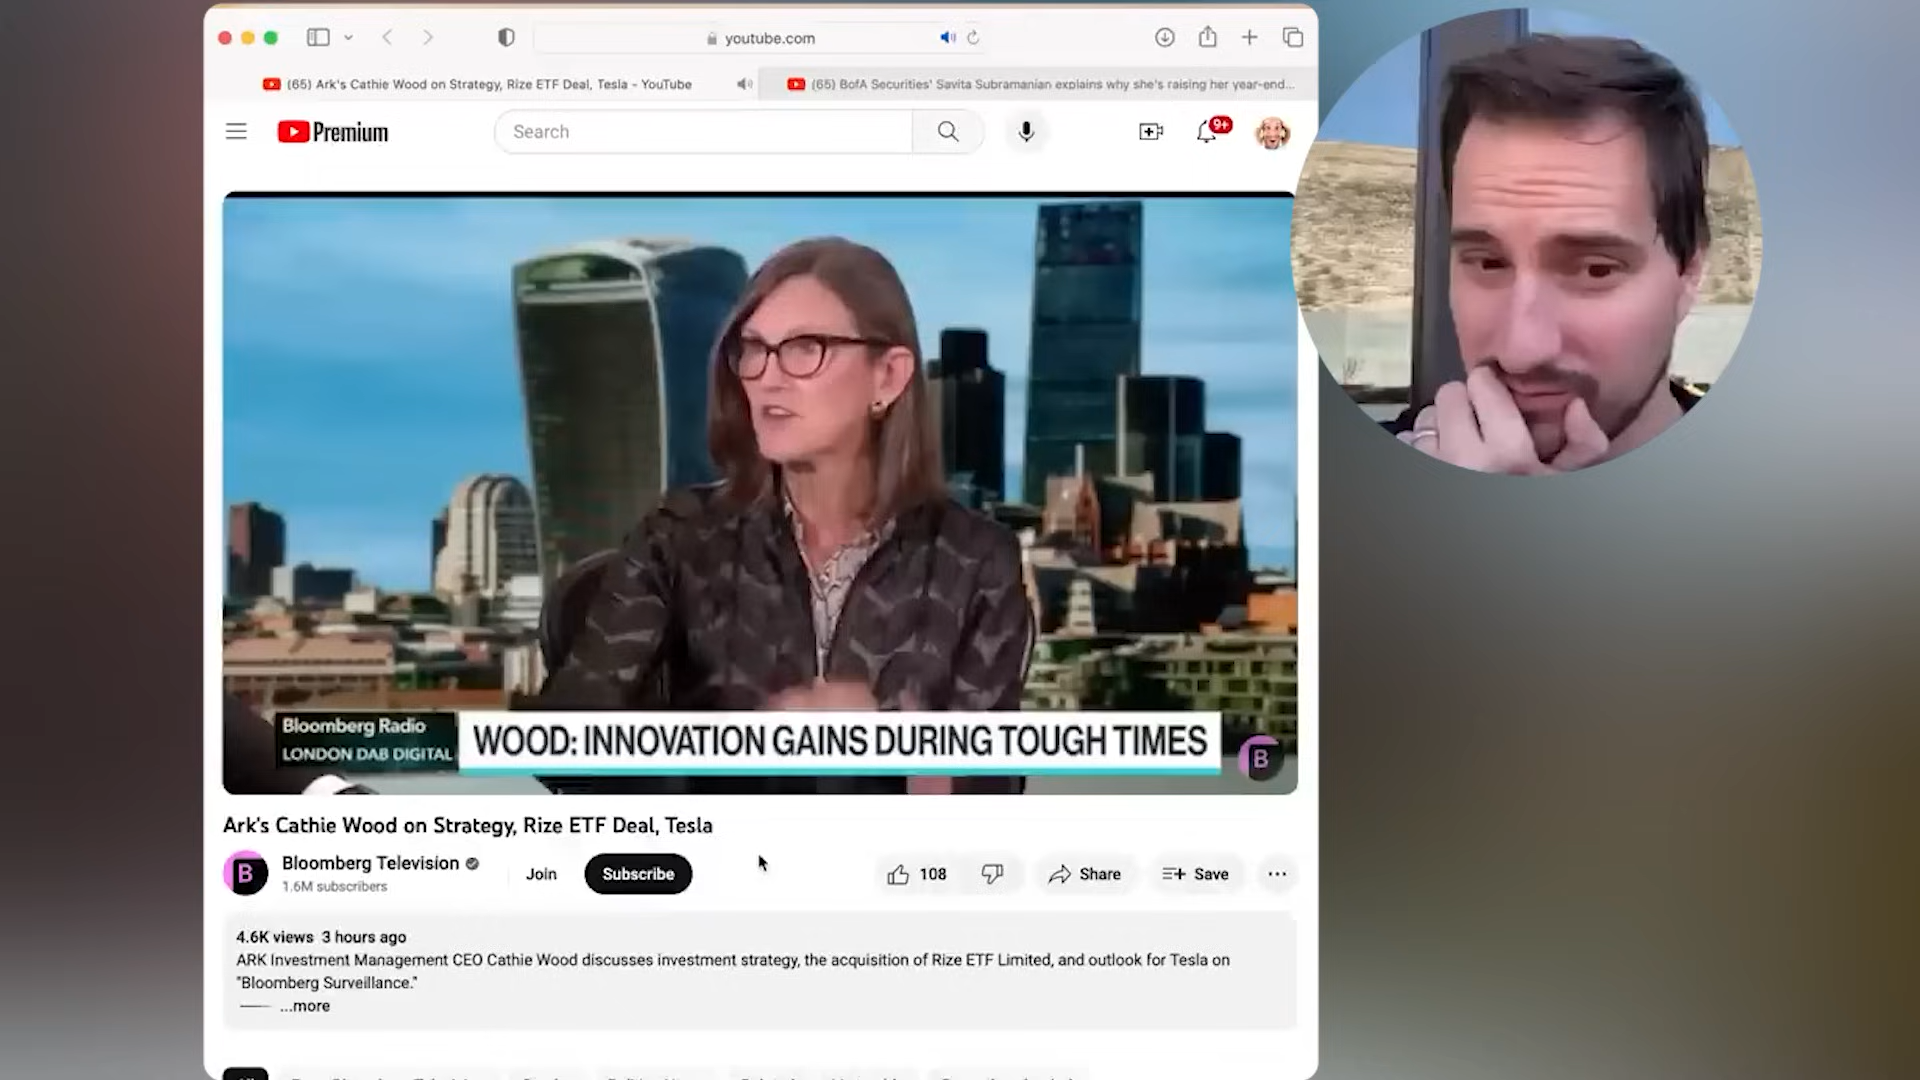 youtube.com
(65) Ark's Cathie Wood on Strategy, Rize ETF Deal, Tesla - YouTube
(65) BofA Securities' Savita Subramanian explains why she's raising her year-end...
Premium
Search
9+
Bloomberg Radio
LONDON DAB DIGITAL
WOOD: INNOVATION GAINS DURING TOUGH TIMES
B
Ark's Cathie Wood on Strategy, Rize ETF Deal, Tesla
B
Bloomberg Television
1.6M subscribers
Join
Subscribe
108
Share
Save
4.6K views 3 hours ago
ARK Investment Management CEO Cathie Wood discusses investment strategy, the acquisition of Rize ETF Limited, and outlook for Tesla on
"Bloomberg Surveillance."
...more